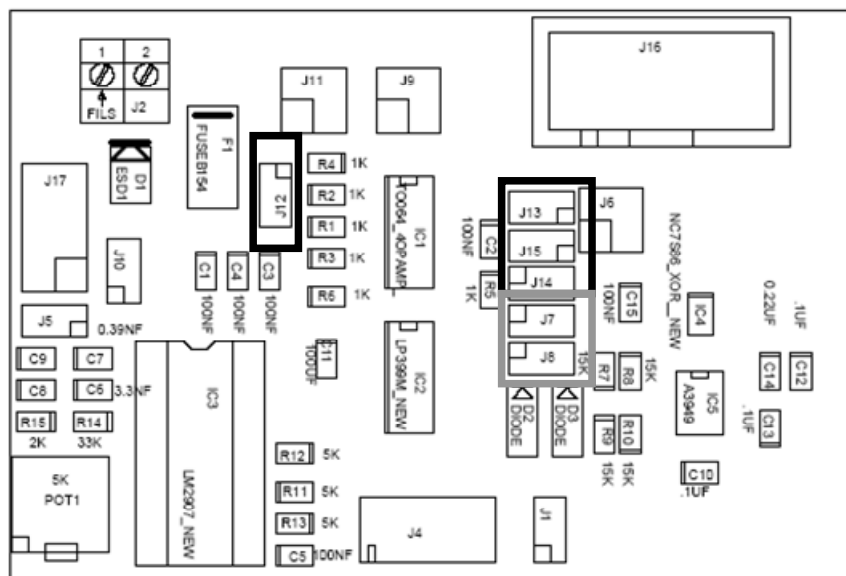 1 2
J2
FILS
D1
ESD1
F1
FUSEB154
J11
J9
J16
J17
J12
R4 1K
R2 1K
R1 1K
R3 1K
R6 1K
IC1
TO064_4OPAMP_
J13
J15
J14
J7
J8
J6
C2
100NF
R5
1K
C15
100NF
NC7S86_XOR__NEW
IC4
0.22UF
.1UF
C14
C12
J10
C1
100NF
C4
100NF
C3
100NF
J5
0.39NF
C9
C7
C8
C6
3.3NF
R15
2K
R14
33K
5K
POT1
IC3
LM2907_NEW
C11
100UF
IC2
LP399M_NEW
15K
R7
R8
15K
D2
DIODE
D3
DIODE
R9
15K
R10
15K
IC5
A3949
.1UF
C13
C10
.1UF
R12 5K
R11 5K
R13 5K
C5 100NF
J4
J1